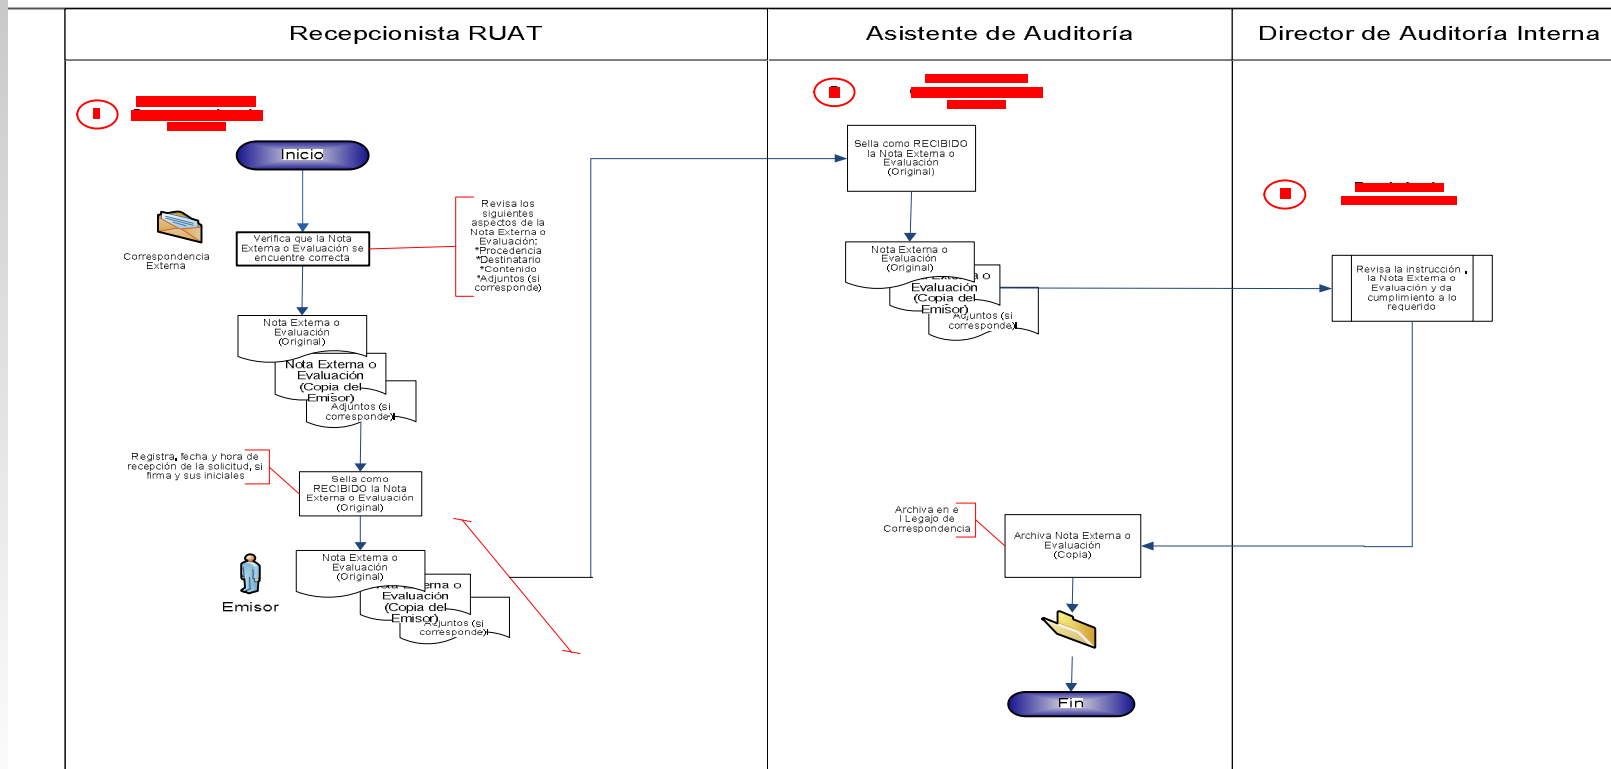 Recepcionista RUAT
Asistente de Auditoría
Director de Auditoría Interna
Inicio
Correspondencia
Externa
Verifica que la Nota
Externa o Evaluación se
encuentre correcta
Revisa los
siguientes
aspectos de la
Nota Externa o
Evaluación:
*Procedencia
*Destinatario
*Contenido
*Adjuntos (si
corresponde)
Nota Externa o
Evaluación
(Original)
Nota Externa o
Evaluación
(Copia del
Emisor)
Adjuntos (si
corresponde)
Registra, fecha y hora de
recepción de la solicitud, si
firma y sus iniciales
Sella como
RECIBIDO la Nota
Externa o Evaluación
(Original)
Emisor
Nota Externa o
Evaluación
(Original)
Externa o
Evaluación
(Copia del
Emisor)
Adjuntos (si
corresponde)
Sella como RECIBIDO
la Nota Externa o
Evaluación
(Original)
Nota Externa o
Evaluación
(Original)
o
Evaluación
(Copia del
Emisor)
Adjuntos (si
corresponde)
Revisa la instrucción ,
la Nota Externa o
Evaluación y da
cumplimiento a lo
requerido
Archiva en e
l Legajo de
Correspondencia
Archiva Nota Externa o
Evaluación
(Copia)
Fin